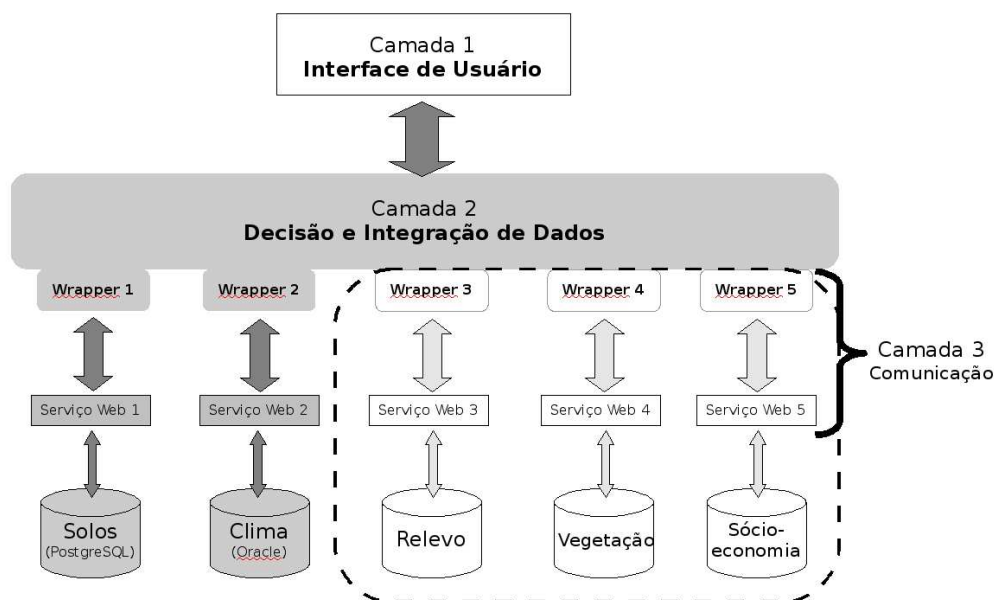 Camada 1
Interface de Usuário
Camada 2
Decisão e Integração de Dados
Wrapper 1
Wrapper 2
Wrapper 3
Wrapper 4
Wrapper 5
Camada 3
Comunicação
Serviço Web 1
Serviço Web 2
Serviço Web 3
Serviço Web 4
Serviço Web 5
Solos
(PostgreSQL)
Clima
(Oracle)
Relevo
Vegetação
Sócio-
economia